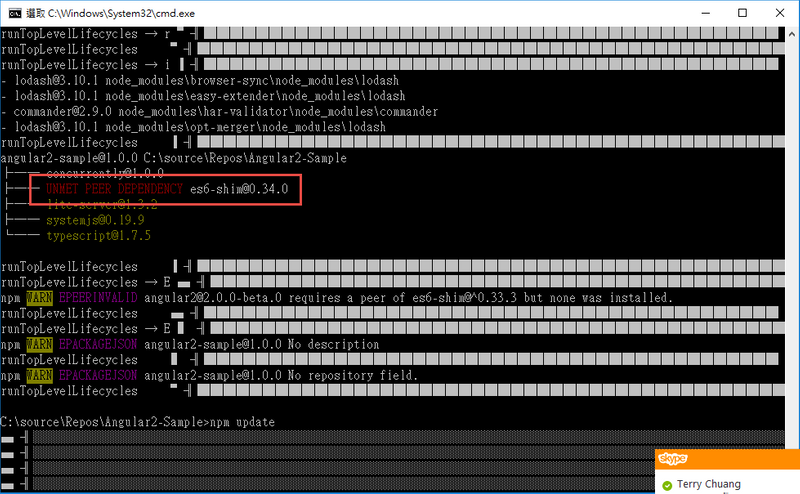 選取 C:\Windows\System32\cmd.exe
runTopLevelLifecycles → r
runTopLevelLifecycles
runTopLevelLifecycles → i
- lodash@3.10.1 node_modules\browser-sync\node_modules\lodash
- lodash@3.10.1 node_modules\easy-extender\node_modules\lodash
- commander@2.9.0 node_modules\har-validator\node_modules\commander
- lodash@3.10.1 node_modules\opt-merger\node_modules\lodash
runTopLevelLifecycles
angular2-sample@1.0.0 C:\source\Repos\Angular2-Sample
├── concurrently@1.0.0
├── UNMET PEER DEPENDENCY es6-shim@0.34.0
├── lite-server@1.3.2
├── systemjs@0.19.9
└── typescript@1.7.5
runTopLevelLifecycles
runTopLevelLifecycles → E
npm WARN EPEERINVALID angular2@2.0.0-beta.0 requires a peer of es6-shim@^0.33.3 but none was installed.
runTopLevelLifecycles
runTopLevelLifecycles → E
npm WARN EPACKAGEJSON angular2-sample@1.0.0 No description
runTopLevelLifecycles
npm WARN EPACKAGEJSON angular2-sample@1.0.0 No repository field.
runTopLevelLifecycles
C:\source\Repos\Angular2-Sample>npm update
skype
Terry Chuang